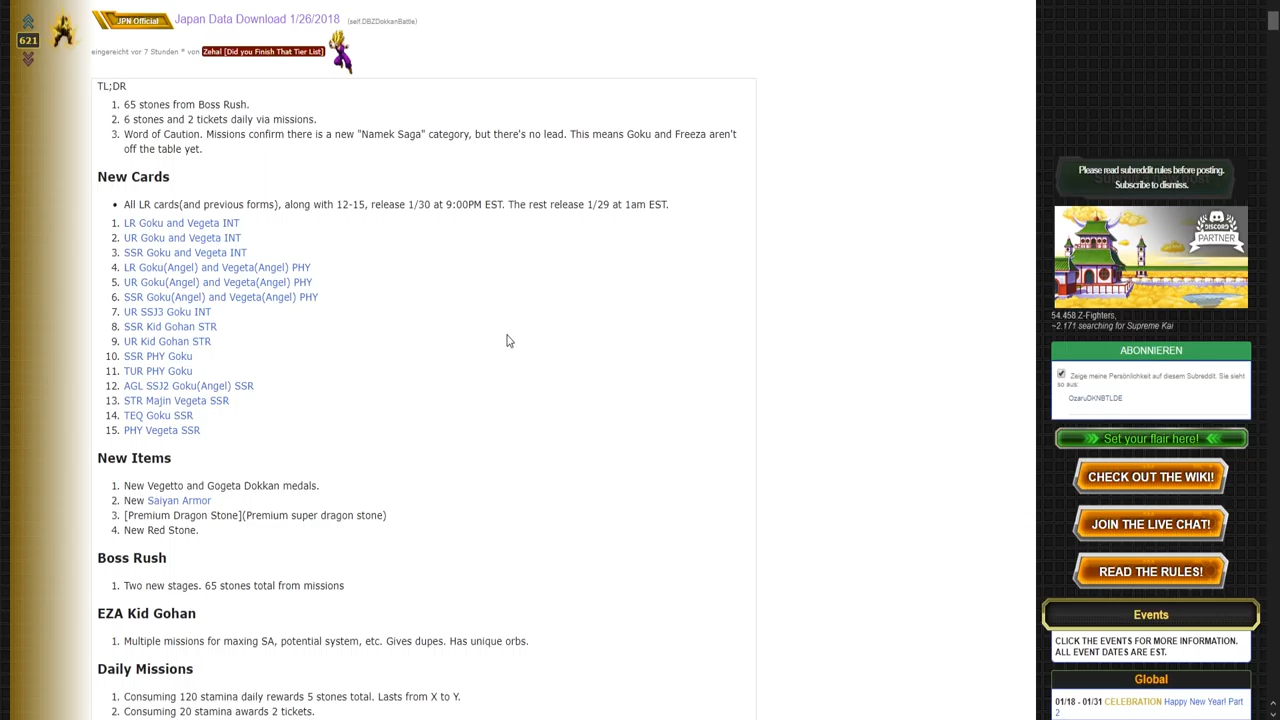 JPN Official
Japan Data Download 1/26/2018 (self.DBZDokkanBattle)
621
eingereicht vor 7 Stunden * von Zehal [Did you Finish That Tier List]
TL;DR
1. 65 stones from Boss Rush.
2. 6 stones and 2 tickets daily via missions.
3. Word of Caution. Missions confirm there is a new "Namek Saga" category, but there's no lead. This means Goku and Freeza aren't
off the table yet.
New Cards
• All LR cards(and previous forms), along with 12-15, release 1/30 at 9:00PM EST. The rest release 1/29 at 1am EST.
1. LR Goku and Vegeta INT
2. UR Goku and Vegeta INT
3. SSR Goku and Vegeta INT
4. LR Goku(Angel) and Vegeta(Angel) PHY
5. UR Goku(Angel) and Vegeta(Angel) PHY
6. SSR Goku(Angel) and Vegeta(Angel) PHY
7. UR SSJ3 Goku INT
8. SSR Kid Gohan STR
9. UR Kid Gohan STR
10. SSR PHY Goku
11. TUR PHY Goku
12. AGL SSJ2 Goku(Angel) SSR
13. STR Majin Vegeta SSR
14. TEQ Goku SSR
15. PHY Vegeta SSR
New Items
1. New Vegetto and Gogeta Dokkan medals.
2. New Saiyan Armor
3. [Premium Dragon Stone](Premium super dragon stone)
4. New Red Stone.
Boss Rush
1. Two new stages. 65 stones total from missions
EZA Kid Gohan
1. Multiple missions for maxing SA, potential system, etc. Gives dupes. Has unique orbs.
Daily Missions
1. Consuming 120 stamina daily rewards 5 stones total. Lasts from X to Y.
2. Consuming 20 stamina awards 2 tickets.
Please read subreddit rules before posting.
Subscribe to dismiss.
DISCORD
PARTNER
54.458 Z-Fighters,
~2.171 searching for Supreme Kai
ABONNIEREN
Zeige meine Persönlichkeit auf diesem Subreddit. Sie sieht
so aus:
OzaruDKNBTLDE
Set your flair here!
CHECK OUT THE WIKI!
JOIN THE LIVE CHAT!
READ THE RULES!
Events
CLICK THE EVENTS FOR MORE INFORMATION.
ALL EVENT DATES ARE EST.
Global
01/18 - 01/31 CELEBRATION Happy New Year! Part
2